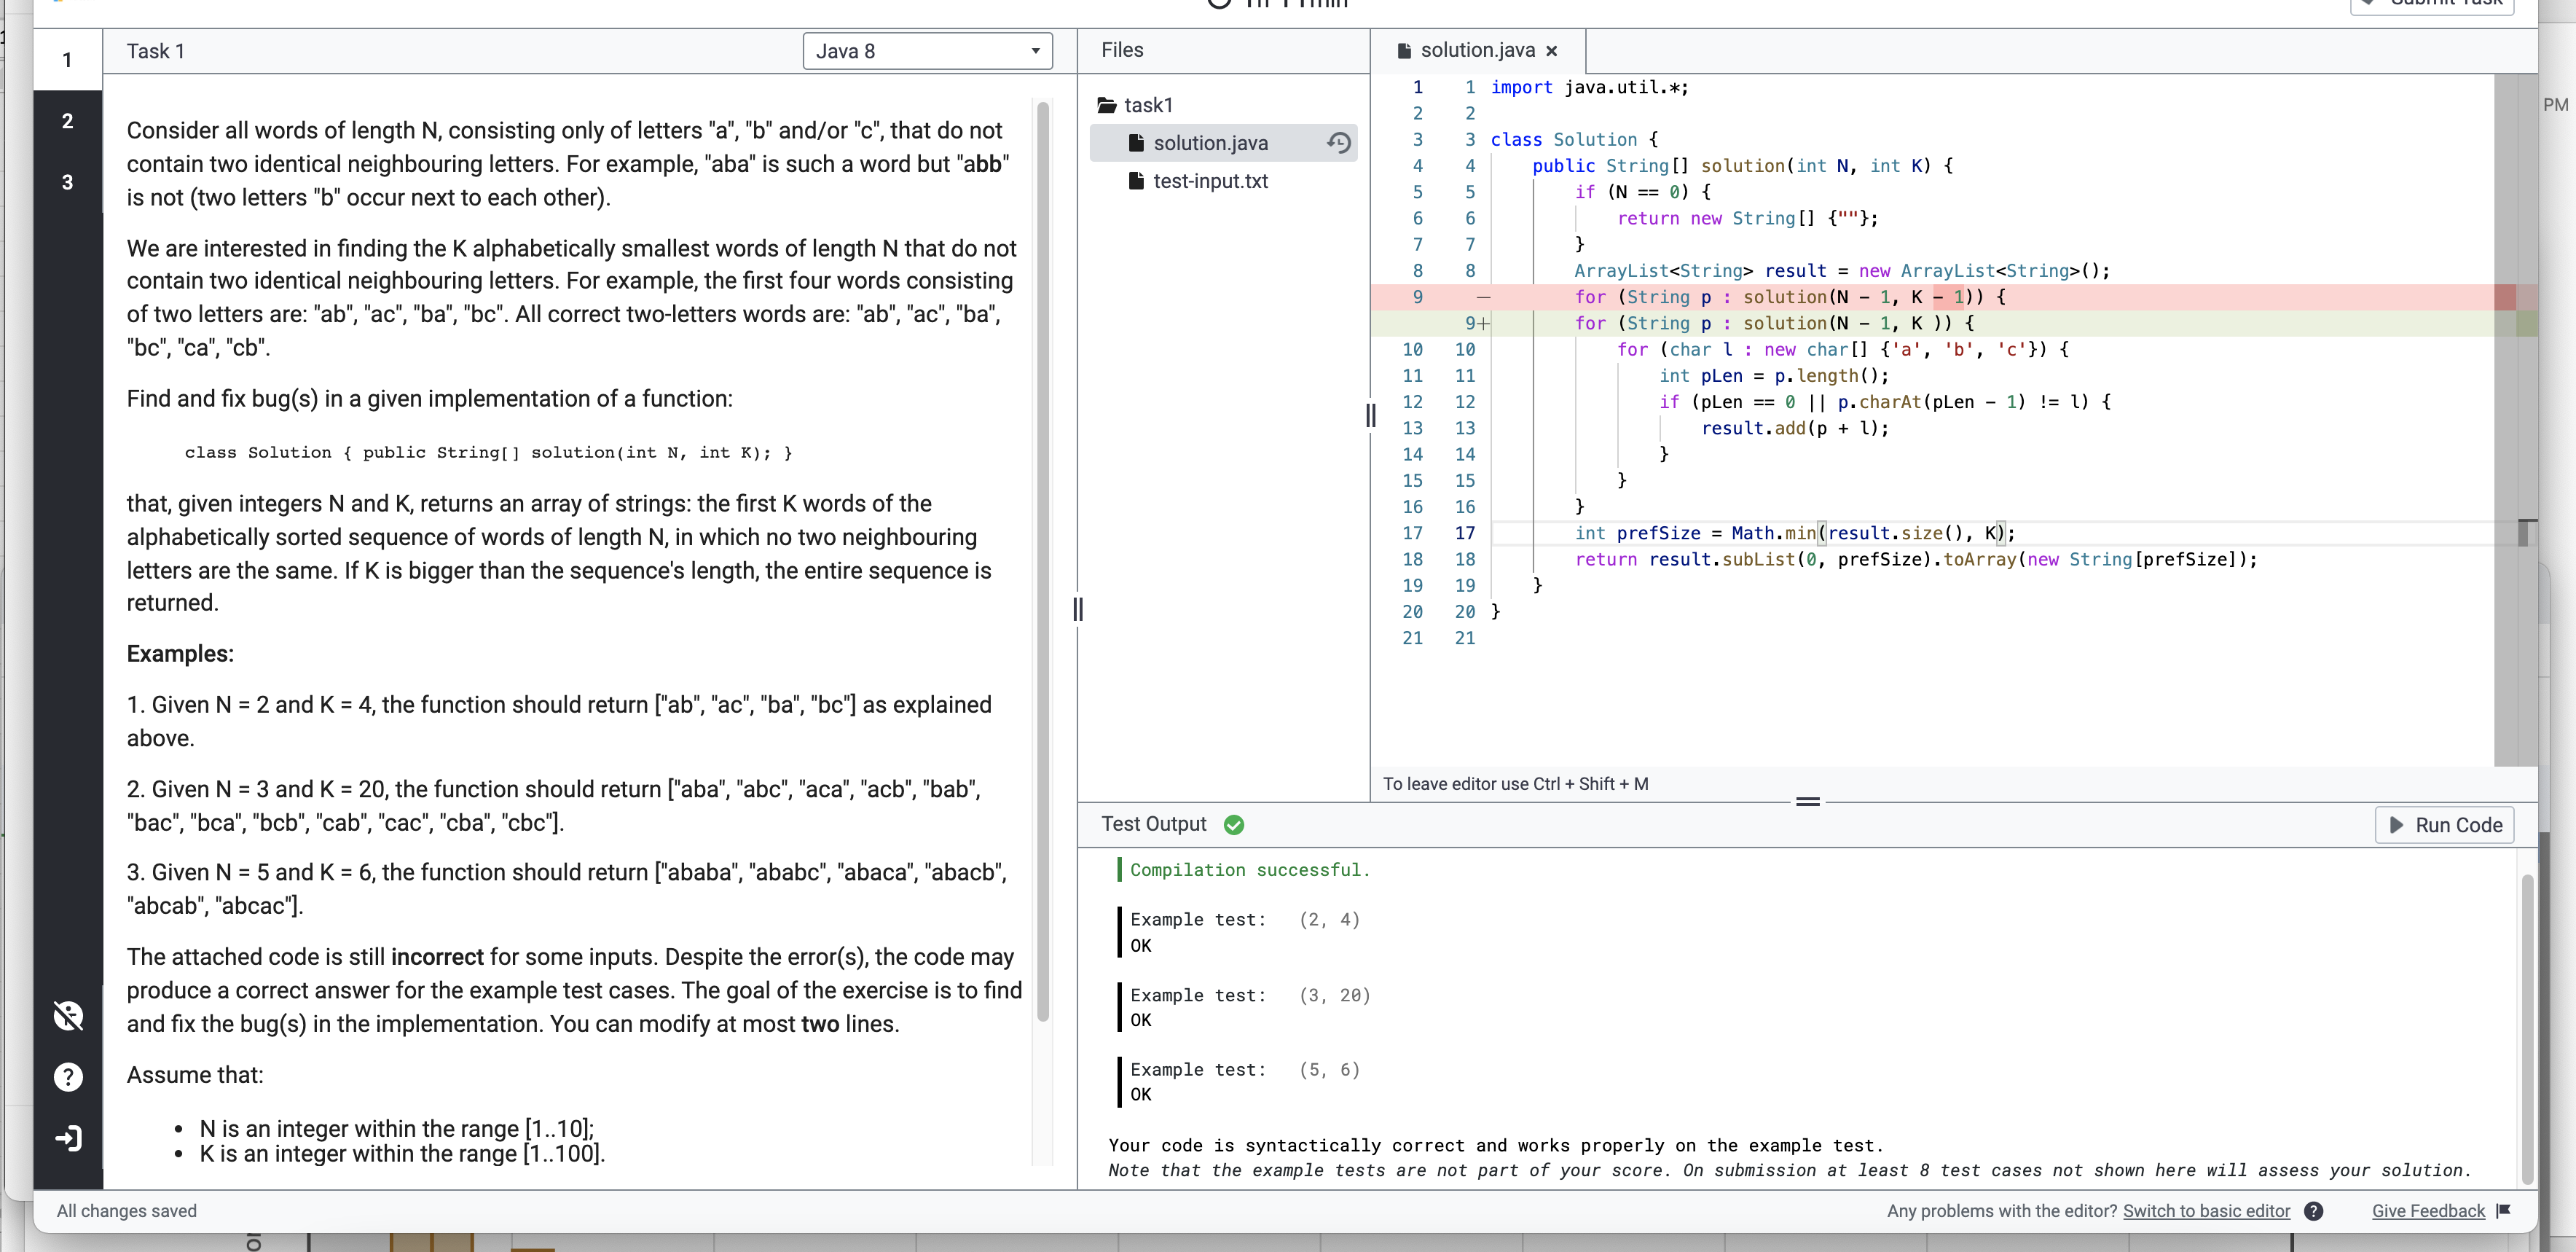 1 Task 1 Java 8 Files solution.java ×
PM
2
3
Consider all words of length N, consisting only of letters "a", "b" and/or "c", that do not
contain two identical neighbouring letters. For example, "aba" is such a word but "abb"
is not (two letters "b" occur next to each other).
We are interested in finding the K alphabetically smallest words of length N that do not
contain two identical neighbouring letters. For example, the first four words consisting
of two letters are: "ab", "ac", "ba", "bc". All correct two-letters words are: "ab", "ac", "ba",
"bc", "ca", "cb".
Find and fix bug(s) in a given implementation of a function:
class Solution { public String[] solution(int N, int K); }
that, given integers N and K, returns an array of strings: the first K words of the
alphabetically sorted sequence of words of length N, in which no two neighbouring
letters are the same. If K is bigger than the sequence's length, the entire sequence is
returned.
Examples:
1. Given N = 2 and K = 4, the function should return ["ab", "ac", "ba", "bc"] as explained
above.
2. Given N = 3 and K = 20, the function should return ["aba", "abc", "aca", "acb", "bab",
"bac", "bca", "bcb", "cab", "cac", "cba", "cbc"].
3. Given N = 5 and K = 6, the function should return ["ababa", "ababc", "abaca", "abacb",
"abcab", "abcac"].
The attached code is still incorrect for some inputs. Despite the error(s), the code may
produce a correct answer for the example test cases. The goal of the exercise is to find
and fix the bug(s) in the implementation. You can modify at most two lines.
Assume that:
• N is an integer within the range [1..10];
• K is an integer within the range [1..100].
task1
solution.java
test-input.txt
1 1 import java.util.*;
2 2
3 3 class Solution {
4 4 public String[] solution(int N, int K) {
5 5 if (N == 0) {
6 6 return new String[] {""};
7 7 }
8 8 ArrayList<String> result = new ArrayList<String>();
9 − for (String p : solution(N - 1, K - 1)) {
9+ for (String p : solution(N - 1, K )) {
10 10 for (char l : new char[] {'a', 'b', 'c'}) {
11 11 int pLen = p.length();
12 12 if (pLen == 0 || p.charAt(pLen - 1) != l) {
13 13 result.add(p + l);
14 14 }
15 15 }
16 16 }
17 17 int prefSize = Math.min(result.size(), K);
18 18 return result.subList(0, prefSize).toArray(new String[prefSize]);
19 19 }
20 20 }
21 21
To leave editor use Ctrl + Shift + M
Test Output Run Code
Compilation successful.
Example test: (2, 4)
OK
Example test: (3, 20)
OK
Example test: (5, 6)
OK
Your code is syntactically correct and works properly on the example test.
Note that the example tests are not part of your score. On submission at least 8 test cases not shown here will assess your solution.
All changes saved Any problems with the editor? Switch to basic editor ? Give Feedback